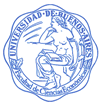 UNIVERSIDAD DE BUENOS AIRES
Facultad de Ciencias Económicas